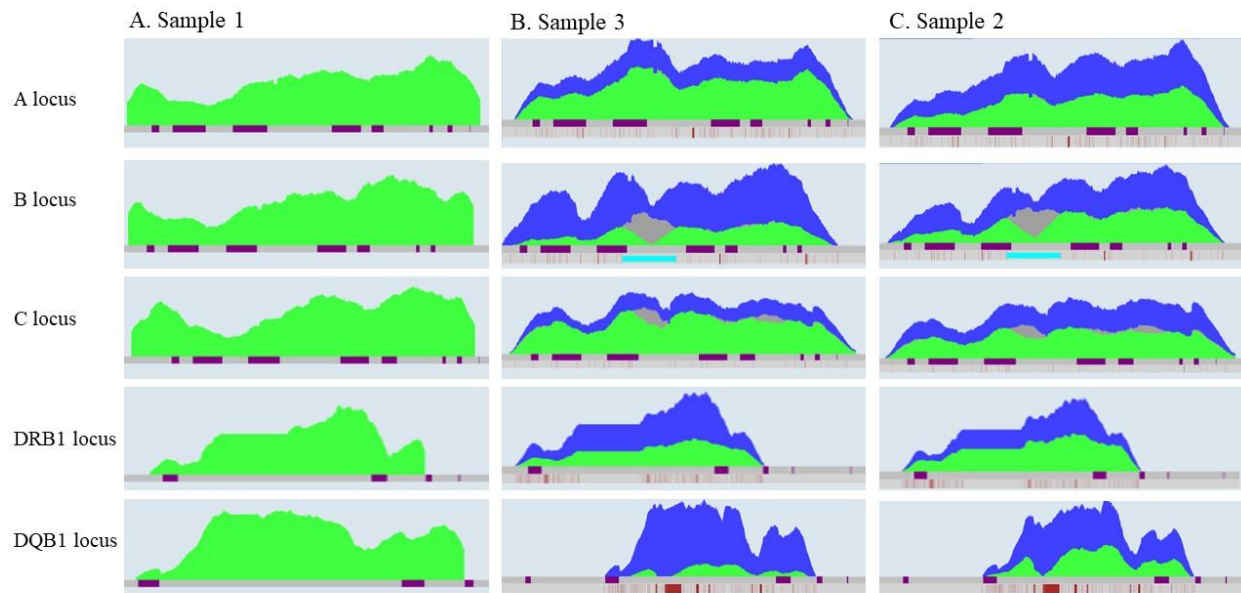 A. Sample 1
B. Sample 3
C. Sample 2
A locus
B locus
C locus
DRB1 locus
DQB1 locus